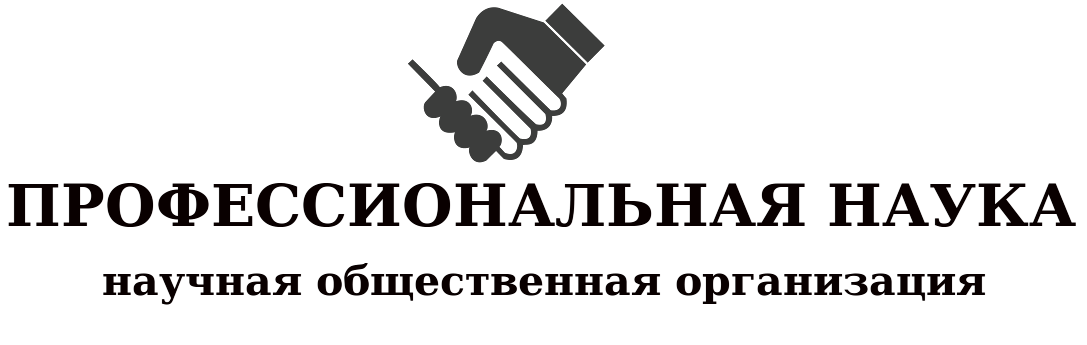 ПРОФЕССИОНАЛЬНАЯ НАУКА
научная общественная организация